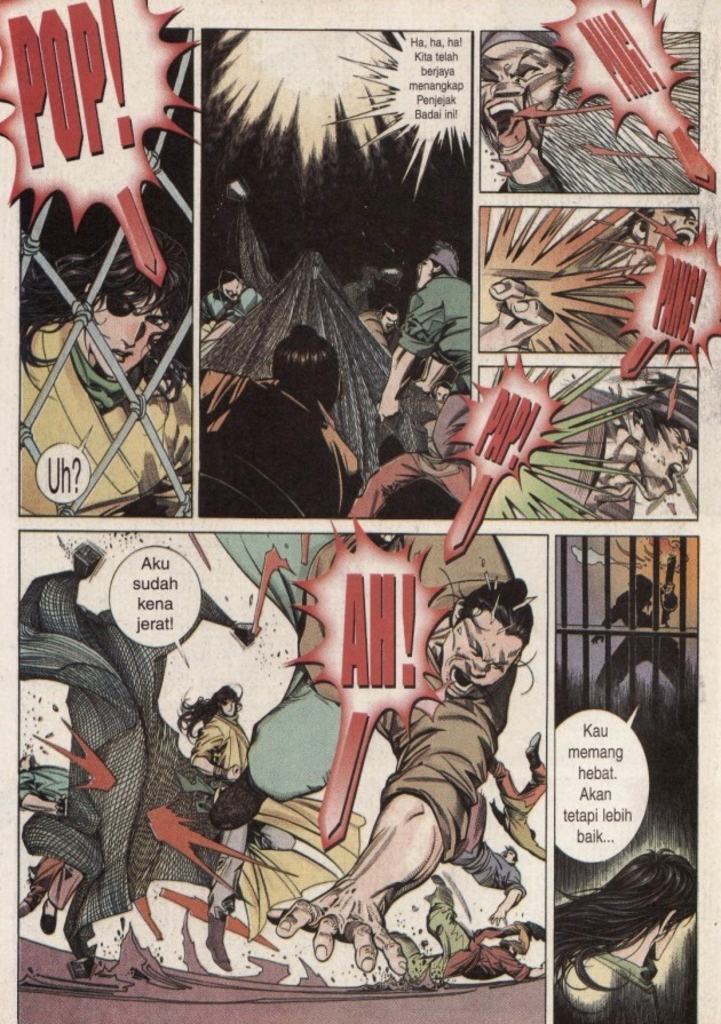 POP!
Uh?
Ha, ha, ha!
Kita telah
berjaya
menangkap
Penjejak
Badai ini!
PANG!
PANG!
PAP!
Aku
sudah
kena
jerat!
AH!
Kau
memang
hebat.
Akan
tetapi lebih
baik...